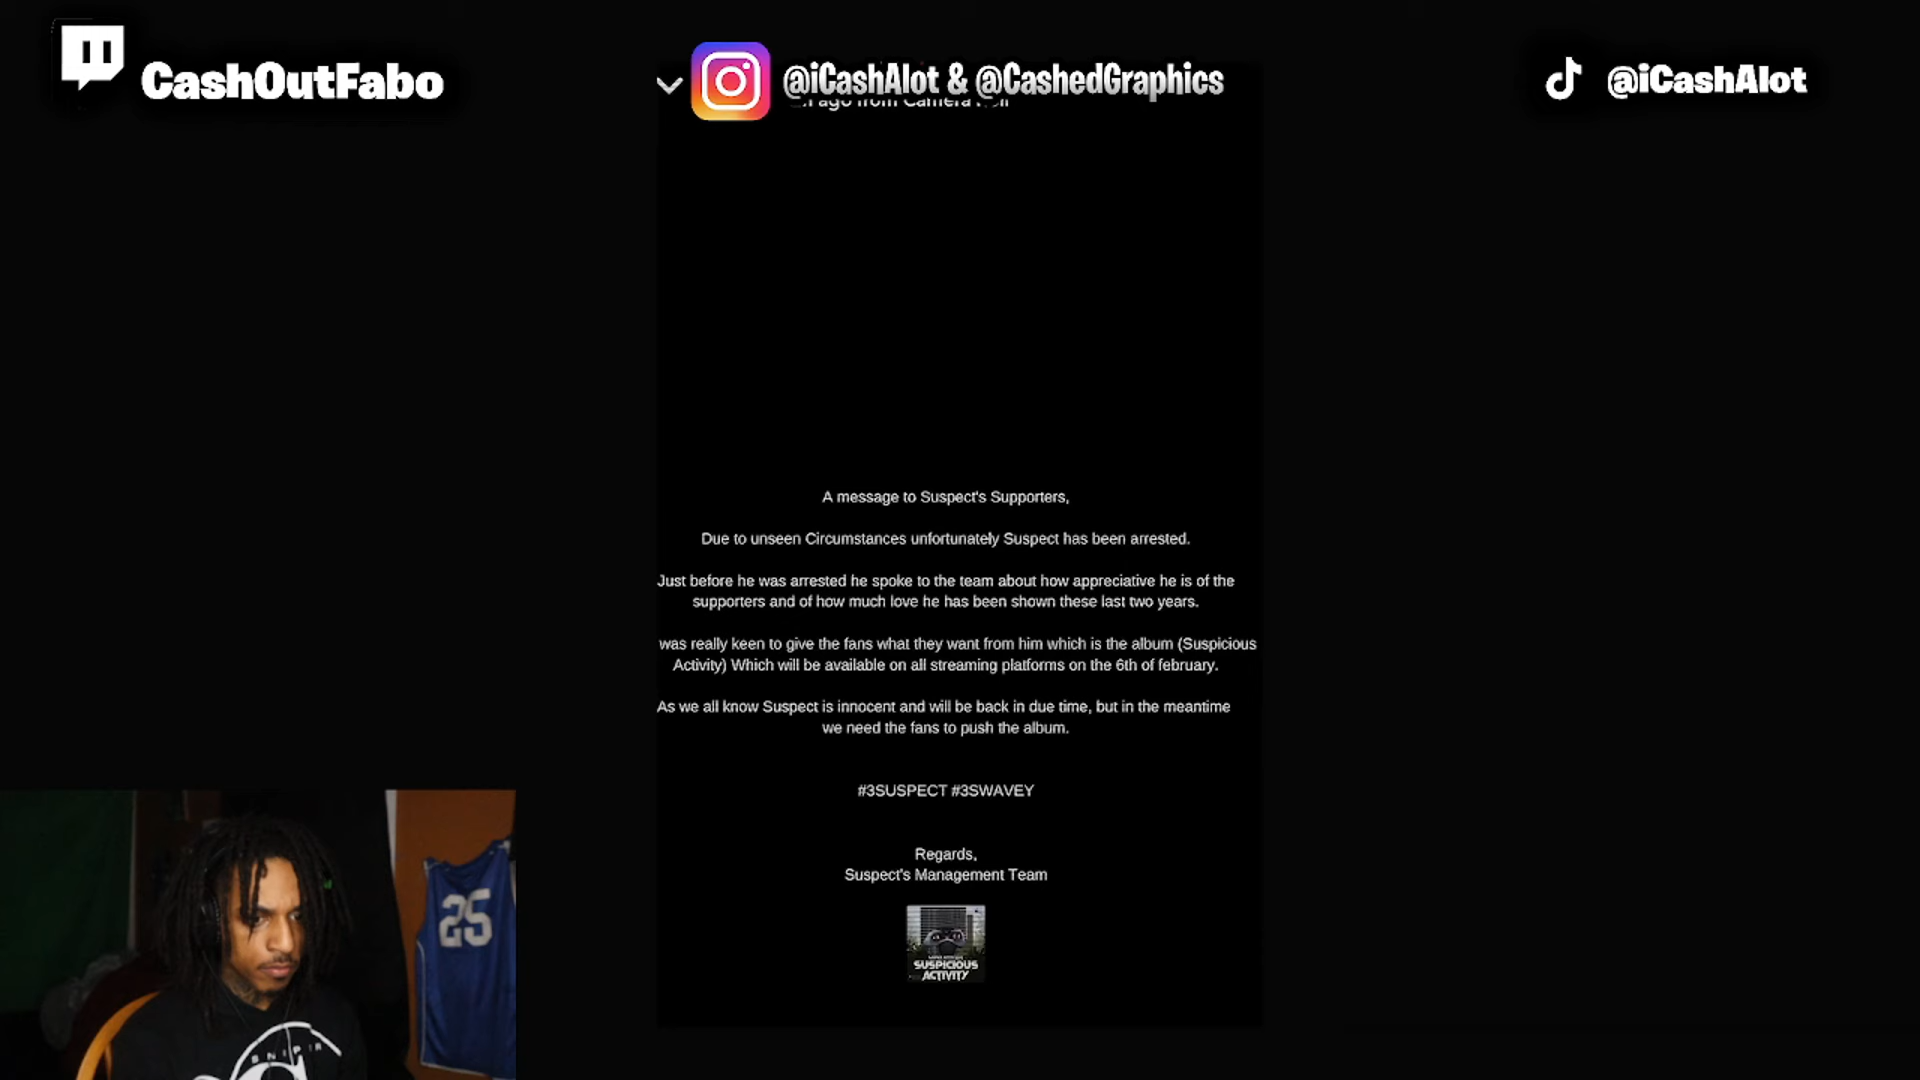 CashOutFabo
@iCashAlot & @CashedGraphics
@iCashAlot
ago from Camera
A message to Suspect's Supporters,
Due to unseen Circumstances unfortunately Suspect has been arrested.
Just before he was arrested he spoke to the team about how appreciative he is of the
supporters and of how much love he has been shown these last two years.
was really keen to give the fans what they want from him which is the album (Suspicious
Activity) Which will be available on all streaming platforms on the 6th of february.
As we all know Suspect is innocent and will be back in due time, but in the meantime
we need the fans to push the album.
#3SUSPECT #3SWAVEY
Regards,
Suspect's Management Team
SUSPICIOUS
ACTIVITY
25
SNIPR